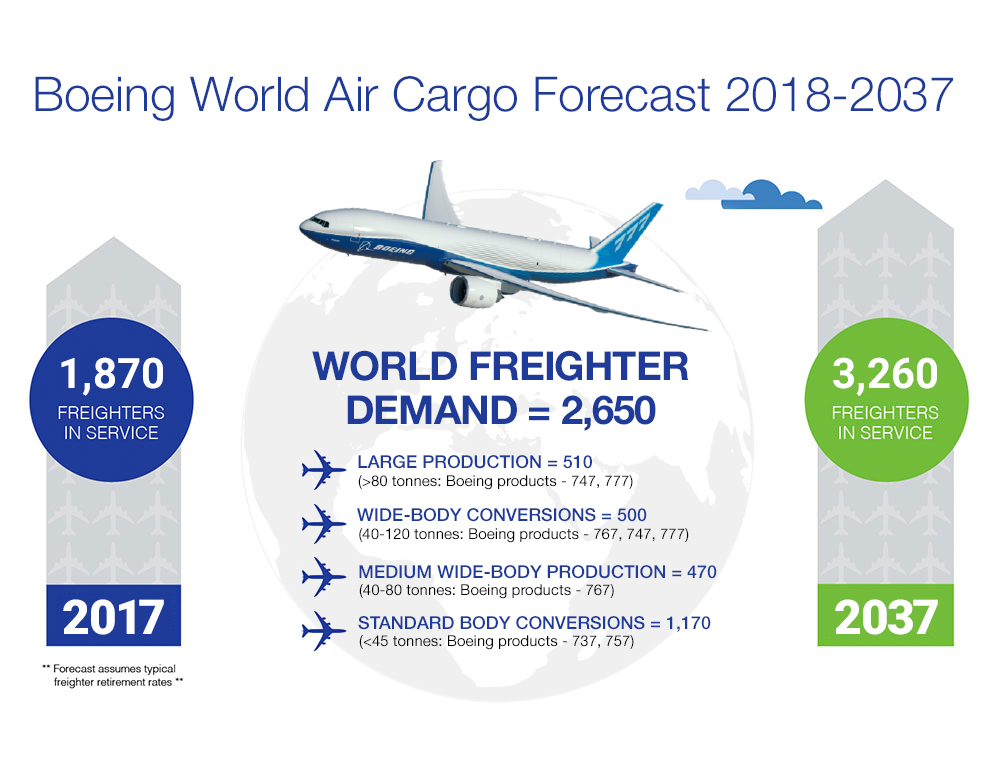 Boeing World Air Cargo Forecast 2018-2037
BOEING
777
1,870
FREIGHTERS
IN SERVICE
2017
** Forecast assumes typical
freighter retirement rates **
WORLD FREIGHTER
DEMAND = 2,650
LARGE PRODUCTION = 510
(>80 tonnes: Boeing products - 747, 777)
WIDE-BODY CONVERSIONS = 500
(40-120 tonnes: Boeing products - 767, 747, 777)
MEDIUM WIDE-BODY PRODUCTION = 470
(40-80 tonnes: Boeing products - 767)
STANDARD BODY CONVERSIONS = 1,170
(<45 tonnes: Boeing products - 737, 757)
3,260
FREIGHTERS
IN SERVICE
2037